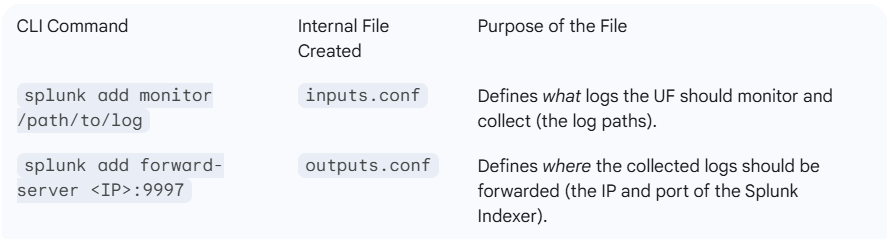 CLI Command
Internal File
Created
Purpose of the File
splunk add monitor
/path/to/log
inputs.conf
Defines what logs the UF should monitor and
collect (the log paths).
splunk add forward-
server <IP>:9997
outputs.conf
Defines where the collected logs should be
forwarded (the IP and port of the Splunk
Indexer).